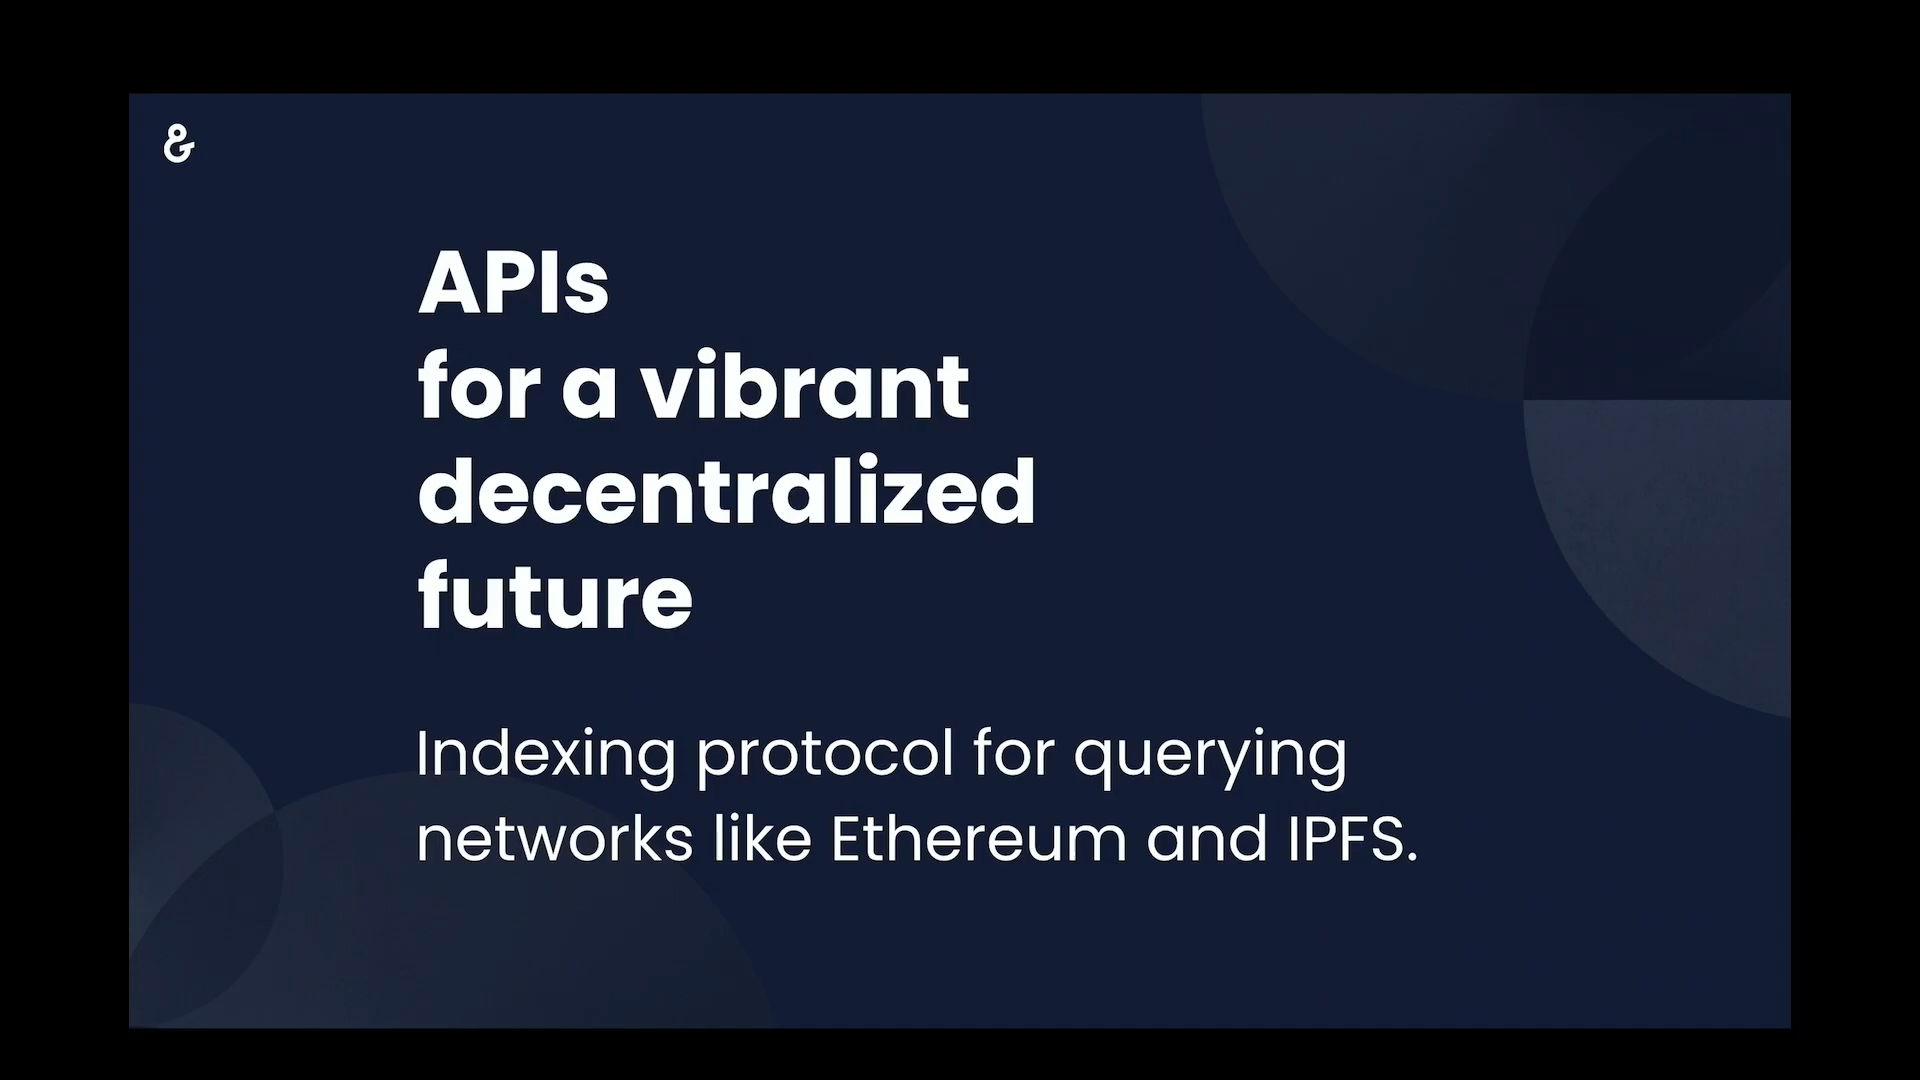 &
APIs
for a vibrant
decentralized
future
Indexing protocol for querying
networks like Ethereum and IPFS.